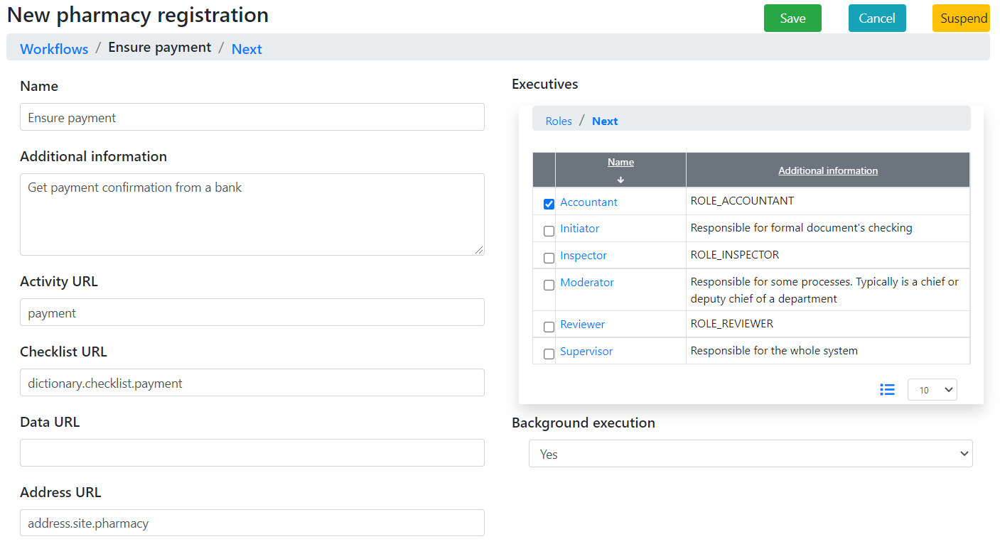 New pharmacy registration
Save
Cancel
Suspend
Workflows / Ensure payment / Next
Name
Ensure payment
Additional information
Get payment confirmation from a bank
Activity URL
payment
Checklist URL
dictionary.checklist.payment
Data URL
Address URL
address.site.pharmacy
Executives
Roles / Next
Name
Additional information
Accountant ROLE_ACCOUNTANT
Initiator Responsible for formal document's checking
Inspector ROLE_INSPECTOR
Moderator Responsible for some processes. Typically is a chief or
deputy chief of a department
Reviewer ROLE_REVIEWER
Supervisor Responsible for the whole system
10
Background execution
Yes